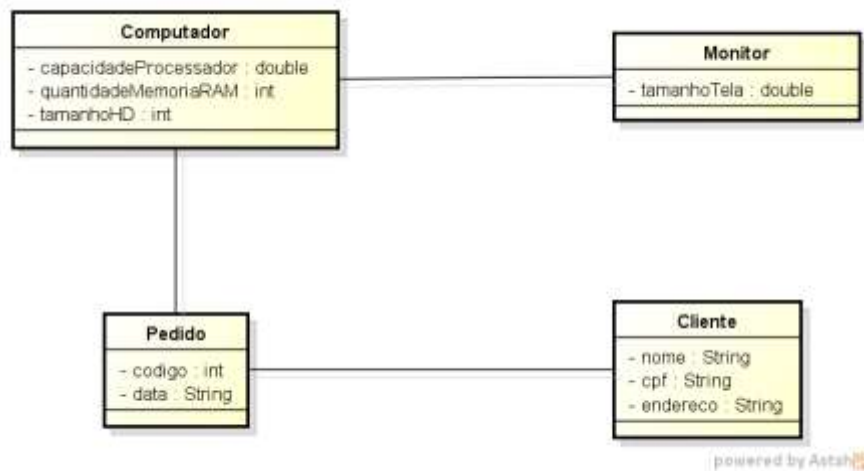 Computador
- capacidadeProcessador : double
- quantidadeMemoriaRAM : int
- tamanhoHD : int
Monitor
- tamanhoTela : double
Pedido
- codigo : int
- data : String
Cliente
- nome : String
- cpf : String
- endereco : String
powered by Astah